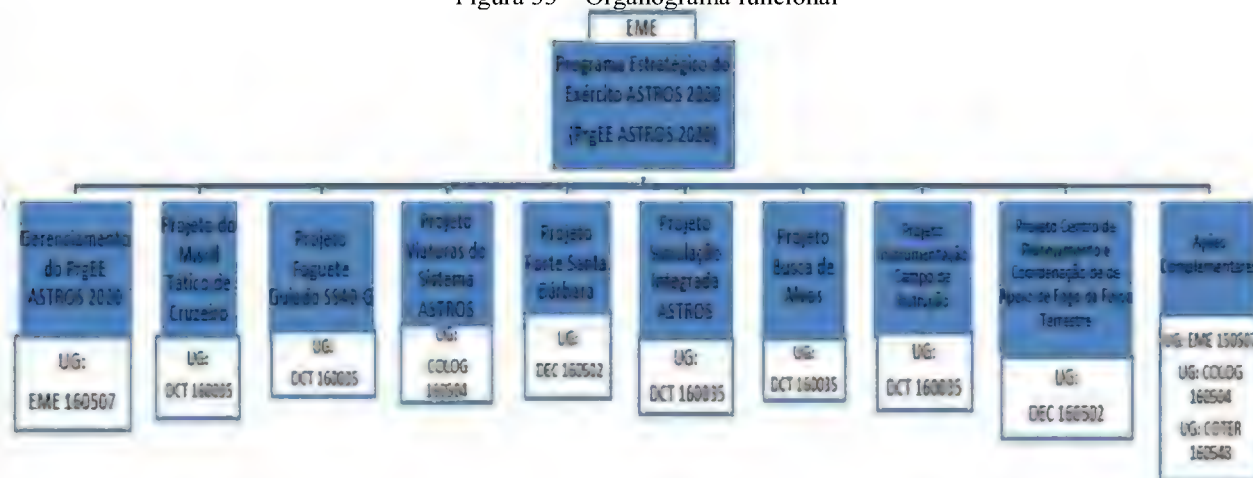 Figura 35 – Organograma funcional
EME
Programa Estratégico do
Exército ASTROS 2020
(PrgEE ASTROS 2020)
Gerenciamento
do PrgEE
ASTROS 2020
UG:
EME 160507
Projeto do
Míssil
Tático de
Cruzeiro
UG:
DCT 160035
Projeto
Foguete
Guiado SS40 G
UG:
DCT 160035
Projeto
Viaturas do
Sistema
ASTROS
UG:
COLOG
160504
Projeto
Forte Santa
Bárbara
UG:
DEC 160502
Projeto
Simulação
Integrada
ASTROS
UG:
DCT 160035
Projeto
Busca de
Alvos
UG:
DCT 160035
Projeto
Instrumentação
Campo de
Instrução
UG:
DCT 160035
Projeto Centro de
Planejamento e
Coordenação de de
Apoio de Fogo da Força
Terrestre
UG:
DEC 160502
Ações
Complementares
UG: EME 160507
UG: COLOG
160504
UG: COTER
160548